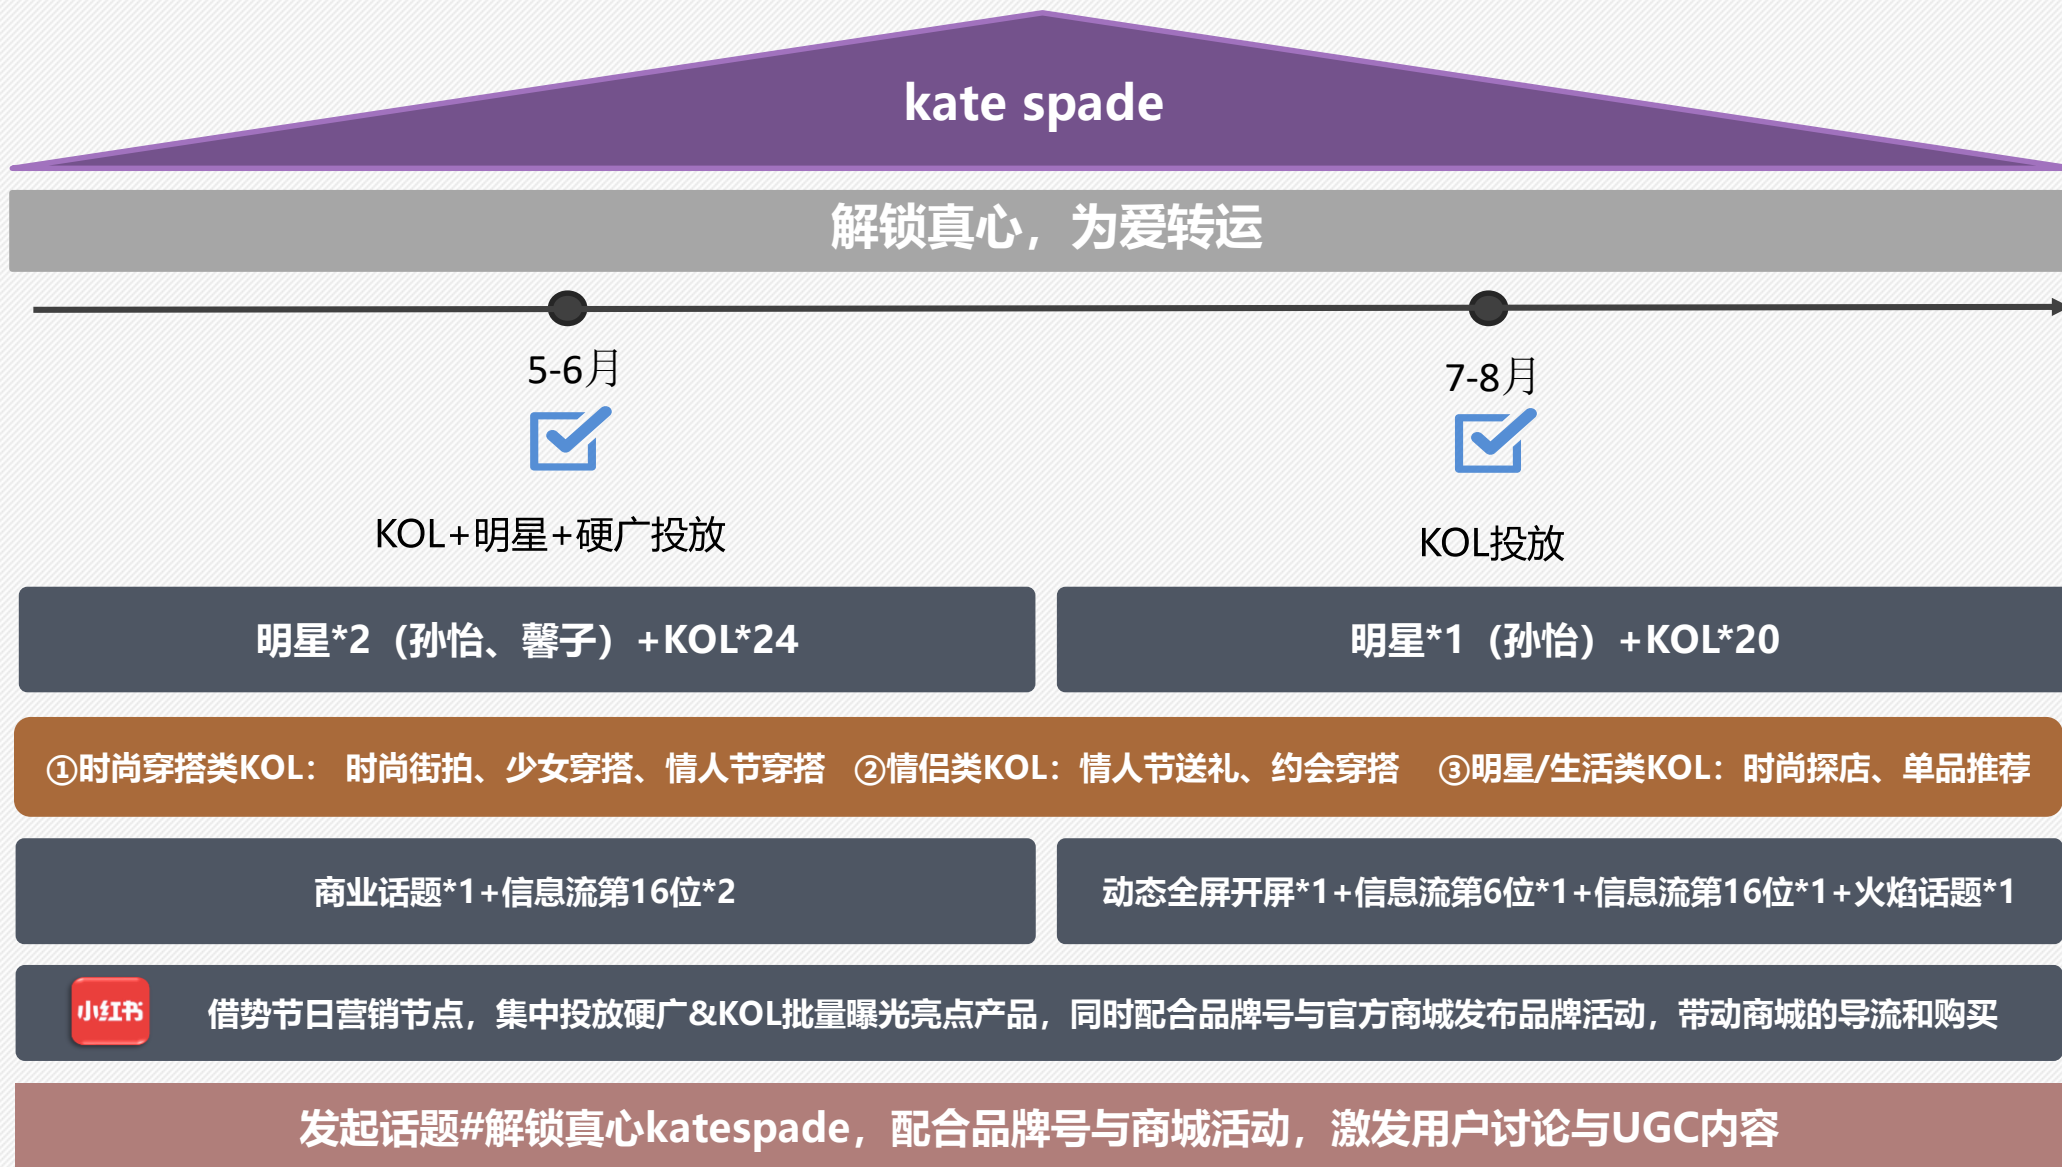 kate spade
解锁真心，为爱转运
5-6月
7-8月
KOL+明星+硬广投放
KOL投放
明星*2（孙怡、馨子）+KOL*24
明星*1（孙怡）+KOL*20
①时尚穿搭类KOL： 时尚街拍、少女穿搭、情人节穿搭 ②情侣类KOL：情人节送礼、约会穿搭 ③明星/生活类KOL：时尚探店、单品推荐
商业话题*1+信息流第16位*2
动态全屏开屏*1+信息流第6位*1+信息流第16位*1+火焰话题*1
小红书
借势节日营销节点，集中投放硬广&KOL批量曝光亮点产品，同时配合品牌号与官方商城发布品牌活动，带动商城的导流和购买
发起话题#解锁真心katespade，配合品牌号与商城活动，激发用户讨论与UGC内容